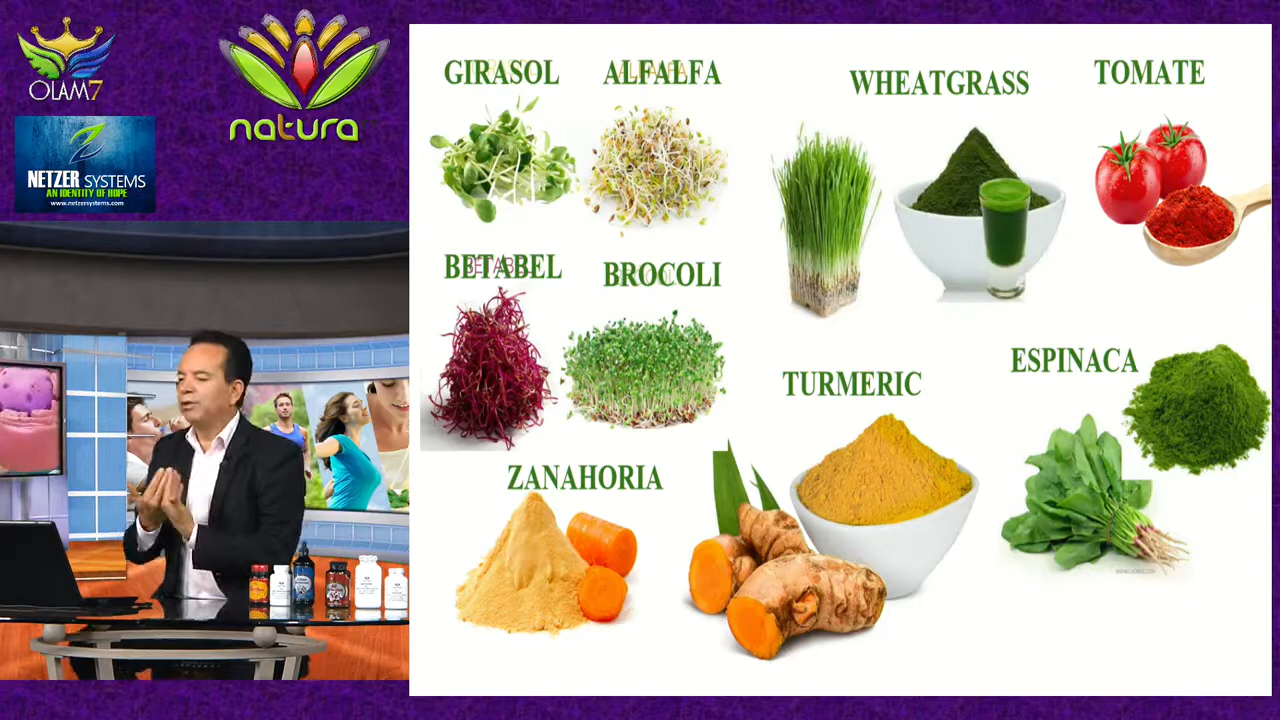 OLAM7
natura
NETZER SYSTEMS
AN IDENTITY OF HOPE
www.netzersystems.com
GIRASOL
ALFALFA
WHEATGRASS
TOMATE
BETABEL
BROCOLI
TURMERIC
ESPINACA
ZANAHORIA